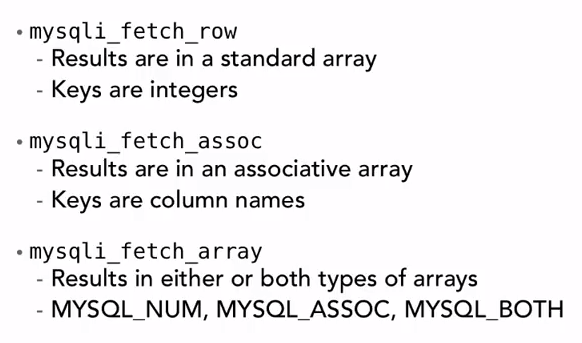 • mysqli_fetch_row
- Results are in a standard array
- Keys are integers
• mysqli_fetch_assoc
- Results are in an associative array
- Keys are column names
• mysqli_fetch_array
- Results in either or both types of arrays
- MYSQL_NUM, MYSQL_ASSOC, MYSQL_BOTH